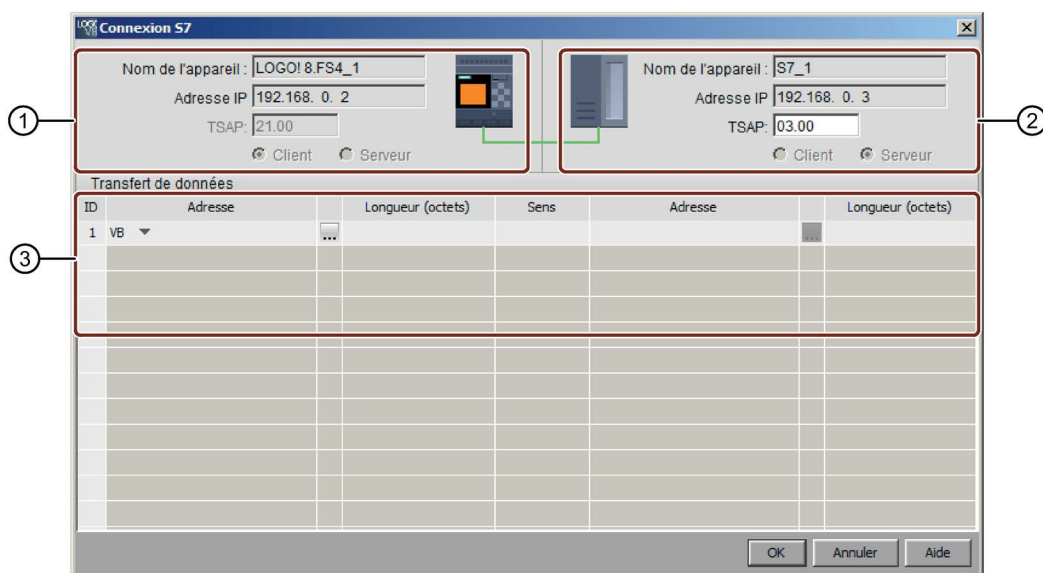 Connexion S7
Nom de l'appareil : LOGO! 8.FS4_1
Adresse IP 192.168. 0. 2
TSAP: 21.00
Client Serveur
Nom de l'appareil : S7_1
Adresse IP 192.168. 0. 3
TSAP: 03.00
Client Serveur
1
2
Transfert de données
ID Adresse Longueur (octets) Sens Adresse Longueur (octets)
1 VB ... ...
3
OK Annuler Aide